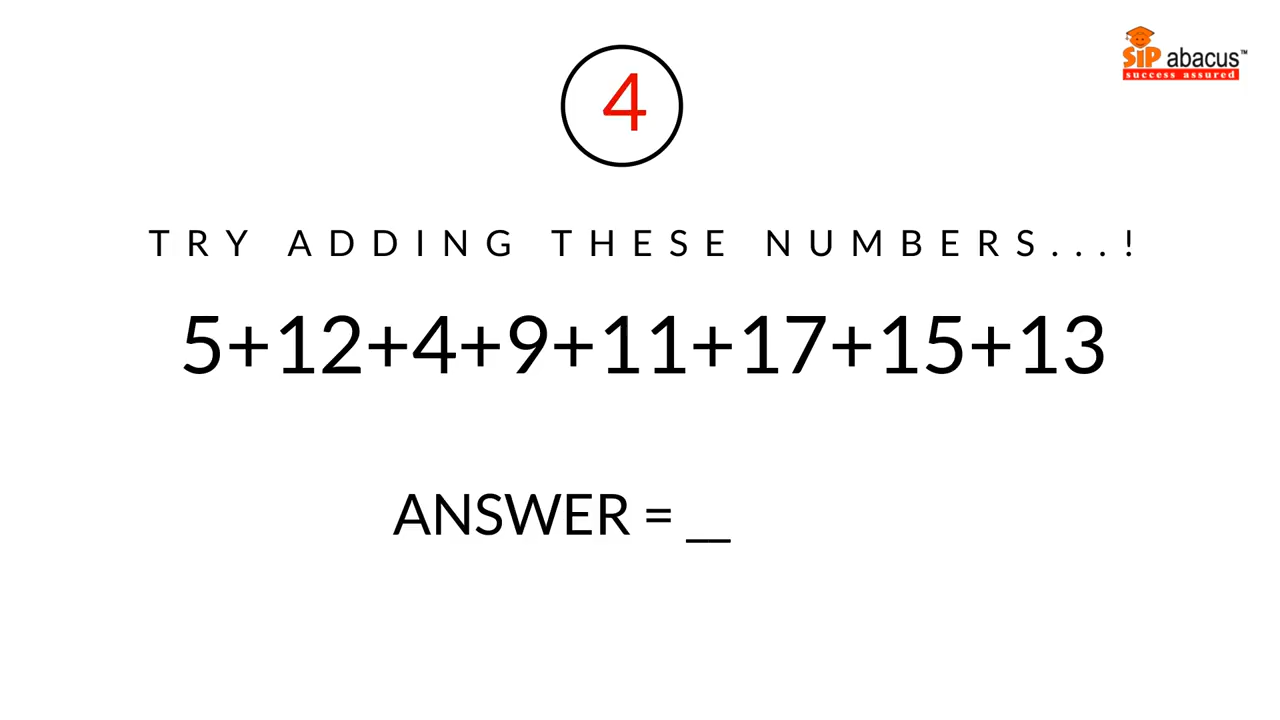 4
SIP abacus™
success assured
TRY ADDING THESE NUMBERS...!
5+12+4+9+11+17+15+13
ANSWER = __